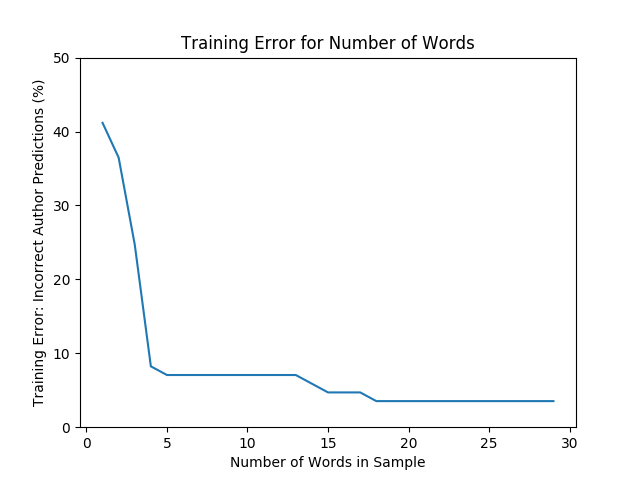 Training Error for Number of Words
Training Error: Incorrect Author Predictions (%)
50
40
30
20
10
0
0 5 10 15 20 25 30
Number of Words in Sample